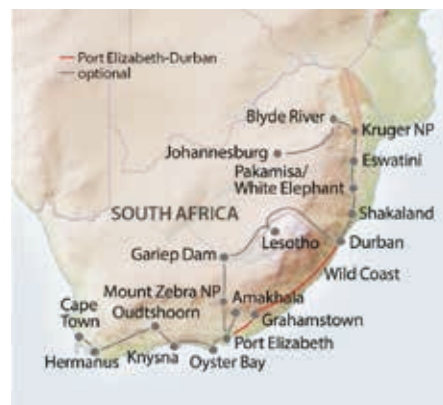 Port Elizabeth-Durban
optional
Blyde River
Kruger NP
Johannesburg
Eswatini
Pakamisa/
White Elephant
SOUTH AFRICA
Shakaland
Lesotho
Durban
Gariep Dam
Wild Coast
Mount Zebra NP
Amakhala
Cape
Town
Oudtshoorn
Grahamstown
Port Elizabeth
Hermanus
Knysna
Oyster Bay